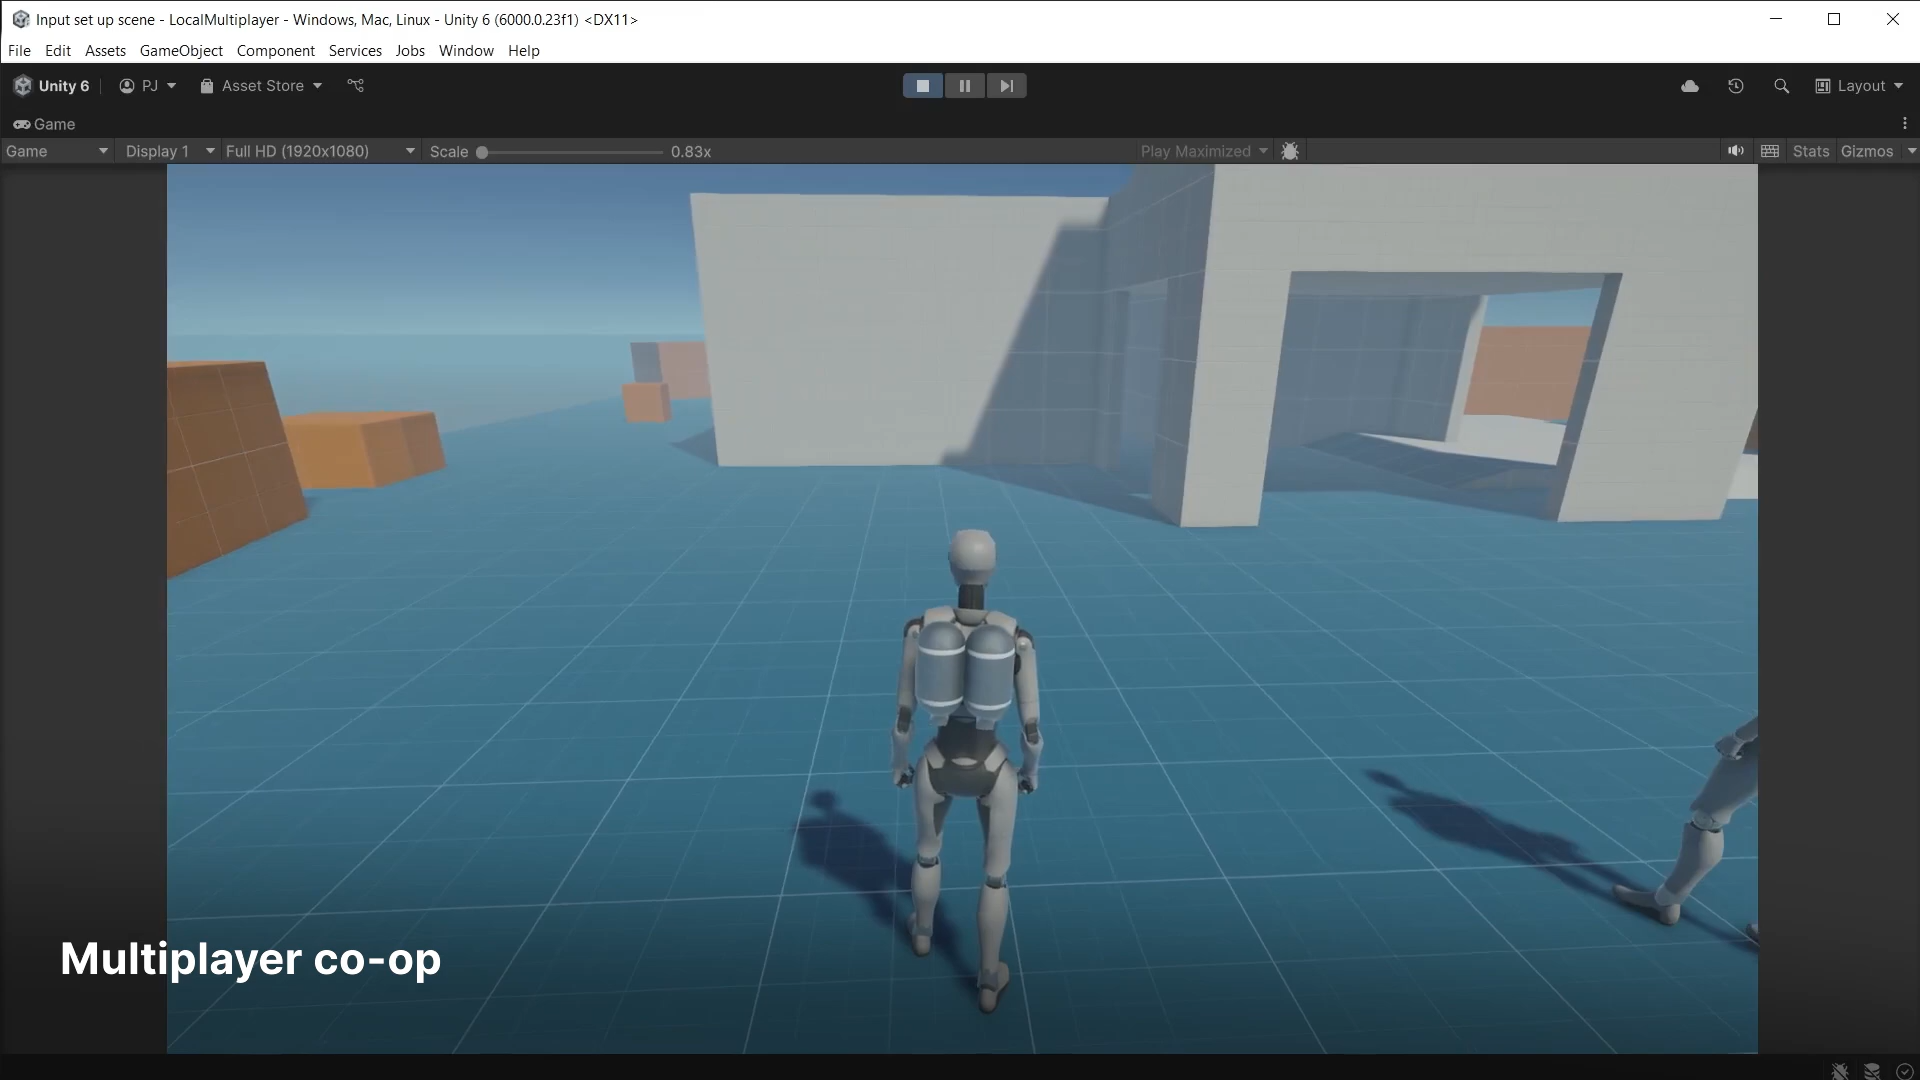 Input set up scene - LocalMultiplayer - Windows, Mac, Linux - Unity 6 (6000.0.23f1) <DX11>
File Edit Assets GameObject Component Services Jobs Window Help
Unity 6 PJ Asset Store Layout
Game
Game Display 1 Full HD (1920x1080) Scale 0.83x Play Maximized Stats Gizmos
Multiplayer co-op